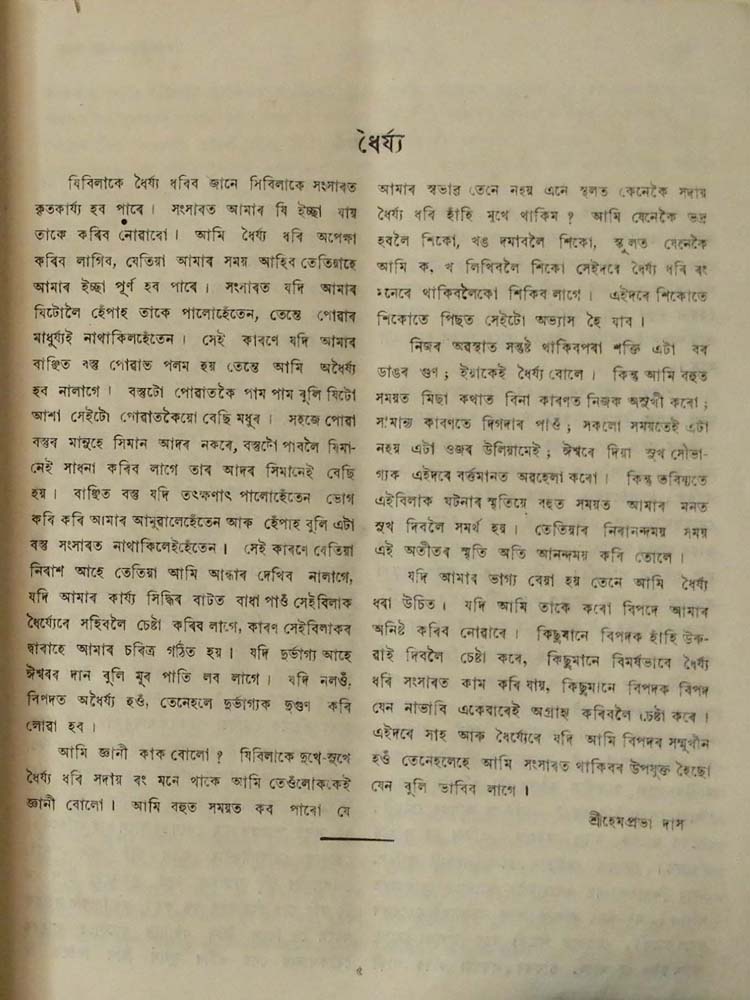 ধৈৰ্য্য
যিবিলাকে ধৈৰ্য্য ধৰিব জানে সিবিলাকে সংসাৰত
কৃতকাৰ্য্য হব পাৰে। সংসাৰত আমাৰ যি ইচ্ছা যায়
তাকে কৰিব নোৱাৰো। আমি ধৈৰ্য্য ধৰি অপেক্ষা
কৰিব লাগিব, যেতিয়া আমাৰ সময় আহিব তেতিয়াহে
আমাৰ ইচ্ছা পূৰ্ণ হব পাৰে। সংসাৰত যদি আমাৰ
যিটোলৈ হেঁপাহ তাকে পালোহেঁতেন, তেন্তে পোৱাৰ
মাধুৰ্য্যই নাথাকিলহেঁতেন। সেই কাৰণে যদি আমাৰ
বাঞ্ছিত বস্তু পোৱাত পলম হয় তেন্তে আমি অধৈৰ্য্য
হব নালাগে। বস্তুটো পোৱাতকৈ পাম পাম বুলি যিটো
আশা সেইটো পোৱাতকৈয়ো বেছি মধুৰ। সহজে পোৱা
বস্তুৰ মানুহে সিমান আদৰ নকৰে, বস্তুটো পাবলৈ যিমা-
নেই সাধনা কৰিব লাগে তাৰ আদৰ সিমানেই বেছি
হয়। বাঞ্ছিত বস্তু যদি তৎক্ষণাৎ পালোহেঁতেন ভোগ
কৰি কৰি আমাৰ আমুৱালেহেঁতেন আৰু হেঁপাহ বুলি এটা
বস্তু সংসাৰত নাথাকিলেইহেঁতেন। সেই কাৰণে যেতিয়া
নিৰাশ আহে তেতিয়া আমি আন্ধাৰ দেখিব নালাগে,
যদি আমাৰ কাৰ্য্য সিদ্ধিৰ বাটত বাধা পাওঁ সেইবিলাক
ধৈৰ্য্যেৰে সহিবলৈ চেষ্টা কৰিব লাগে, কাৰণ সেইবিলাকৰ
দ্বাৰাহে আমাৰ চৰিত্ৰ গঠিত হয়। যদি দুৰ্ভাগ্য আহে
ঈশ্বৰৰ দান বুলি মূৰ পাতি লব লাগে। যদি নলওঁ,
বিপদত অধৈৰ্য্য হওঁ, তেনেহলে দুৰ্ভাগ্যক দুগুণ কৰি
লোৱা হব।
আমি জ্ঞানী কাক বোলো? যিবিলাকে দুখে-সুখে
ধৈৰ্য্য ধৰি সদায় ৰং মনে থাকে আমি তেওঁলোককেই
জ্ঞানী বোলো। আমি বহুত সময়ত কব পাৰো যে
আমাৰ স্বভাৱ তেনে নহয় এনে স্থলত কেনেকৈ সদায়
ধৈৰ্য্য ধৰি হাঁহি মুখে থাকিম? আমি যেনেকৈ ভদ্ৰ
হবলৈ শিকো, খঙ দমাবলৈ শিকো, স্কুলত যেনেকৈ
আমি ক, খ লিখিবলৈ শিকো সেইদৰে ধৈৰ্য্য ধৰি ৰং
মনেৰে থাকিবলৈকো শিকিব লাগে। এইদৰে শিকোতে
শিকোতে পিছত সেইটো অভ্যাস হৈ যাব।
নিজৰ অৱস্থাত সন্তুষ্ট থাকিবপৰা শক্তি এটা বৰ
ডাঙৰ গুণ; ইয়াকেই ধৈৰ্য্য বোলে। কিন্তু আমি বহুত
সময়ত মিছা কথাত বিনা কাৰণত নিজক অসুখী কৰো;
সামান্য কাৰণতে দিগদাৰ পাওঁ; সকলো সময়তেই এটা
নহয় এটা ওজৰ উলিয়ামেই; ঈশ্বৰে দিয়া সুখ সৌভা-
গ্যক এইদৰে বৰ্ত্তমানত অৱহেলা কৰো। কিন্তু ভবিষ্যতে
এইবিলাক ঘটনাৰ স্মৃতিয়ে বহুত সময়ত আমাৰ মনত
সুখ দিবলৈ সমৰ্থ হয়। তেতিয়াৰ নিৰানন্দময় সময়
এই অতীতৰ স্মৃতি অতি আনন্দময় কৰি তোলে।
যদি আমাৰ ভাগ্য বেয়া হয় তেনে আমি ধৈৰ্য্য
ধৰা উচিত। যদি আমি তাকে কৰো বিপদে আমাৰ
অনিষ্ট কৰিব নোৱাৰে। কিছুমানে বিপদক হাঁহি উৰু-
ৱাই দিবলৈ চেষ্টা কৰে, কিছুমানে বিমৰ্ষভাবে ধৈৰ্য্য
ধৰি সংসাৰত কাম কৰি যায়, কিছুমানে বিপদক বিপদ
যেন নাভাবি একেবাৰেই অগ্ৰাহ্য কৰিবলৈ চেষ্টা কৰে।
এইদৰে সাহ আৰু ধৈৰ্য্যেৰে যদি আমি বিপদৰ সন্মুখীন
হওঁ তেনেহলেহে আমি সংসাৰত থাকিবৰ উপযুক্ত হৈছো
যেন বুলি ভাবিব লাগে।
শ্ৰীহেমপ্ৰভা দাস
৫